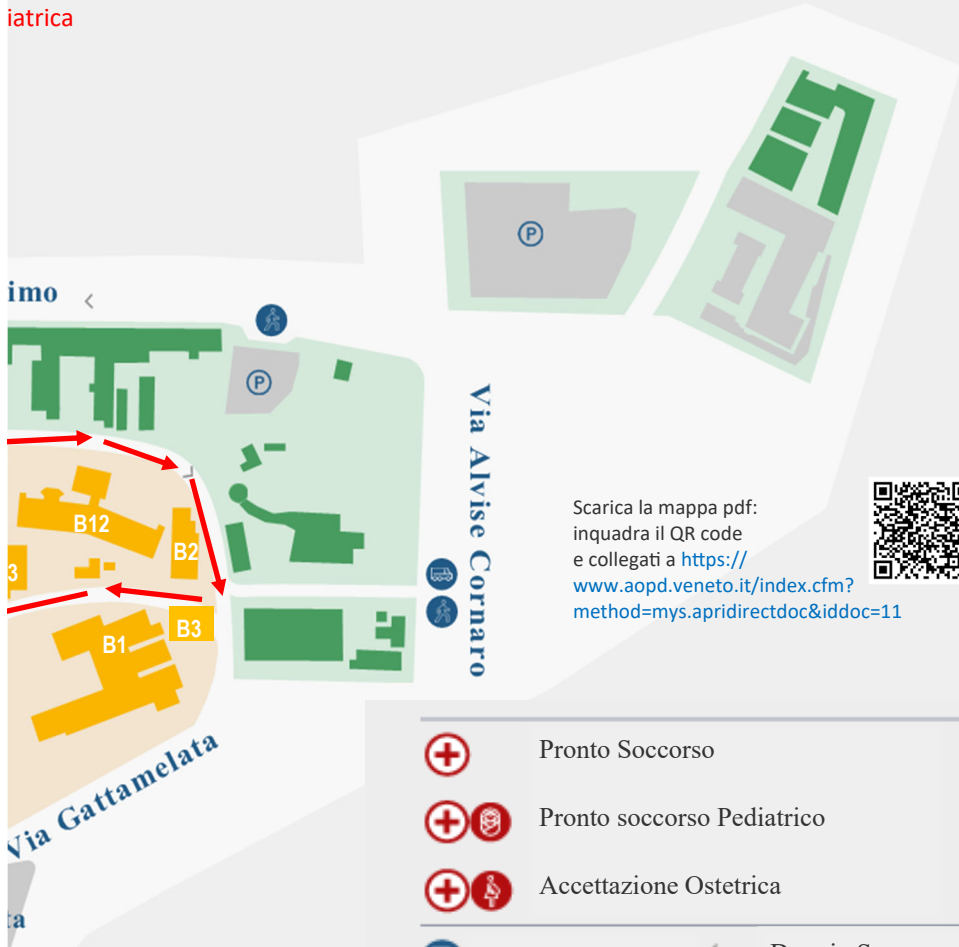 iatrica
imo
P
P
Via Alvise Cornaro
Scarica la mappa pdf:
inquadra il QR code
e collegati a https://
www.aopd.veneto.it/index.cfm?
method=mys.apridirectdoc&iddoc=11
B12
B2
3
B3
B1
Via Gattamelata
ta
Pronto Soccorso
Pronto soccorso Pediatrico
Accettazione Ostetrica